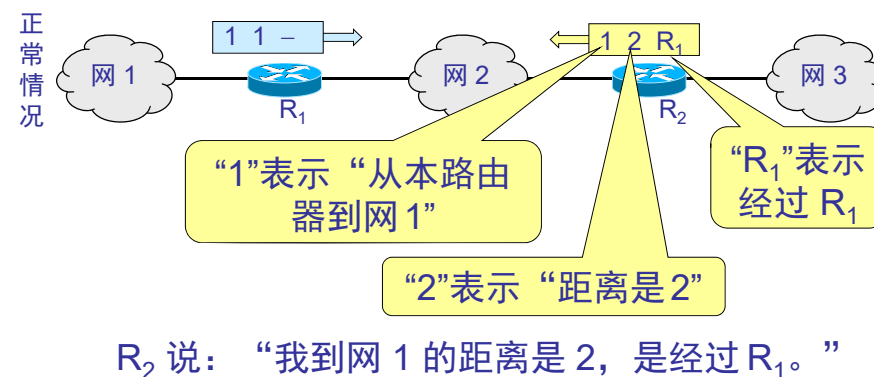 正常情况
1 1 −
1 2 R₁
网 1
网 2
网 3
R₁
R₂
“1”表示“从本路由
器到网1”
“R₁”表示
经过 R₁
“2”表示“距离是2”
R₂ 说：“我到网 1 的距离是 2，是经过R₁。”